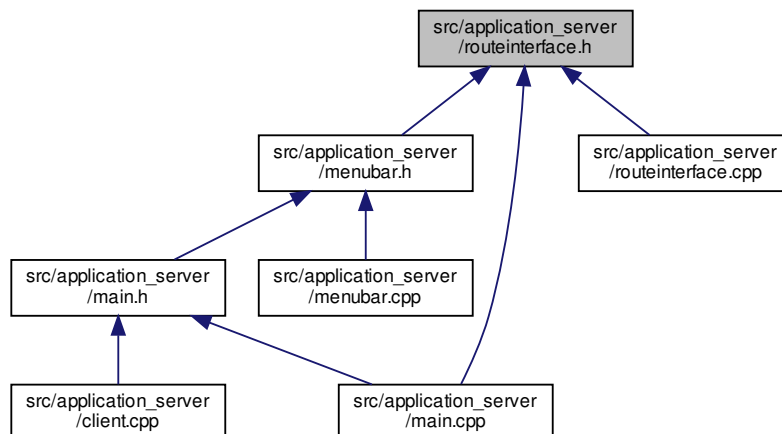 src/application_server
/routeinterface.h
src/application_server
/menubar.h
src/application_server
/routeinterface.cpp
src/application_server
/main.h
src/application_server
/menubar.cpp
src/application_server
/client.cpp
src/application_server
/main.cpp